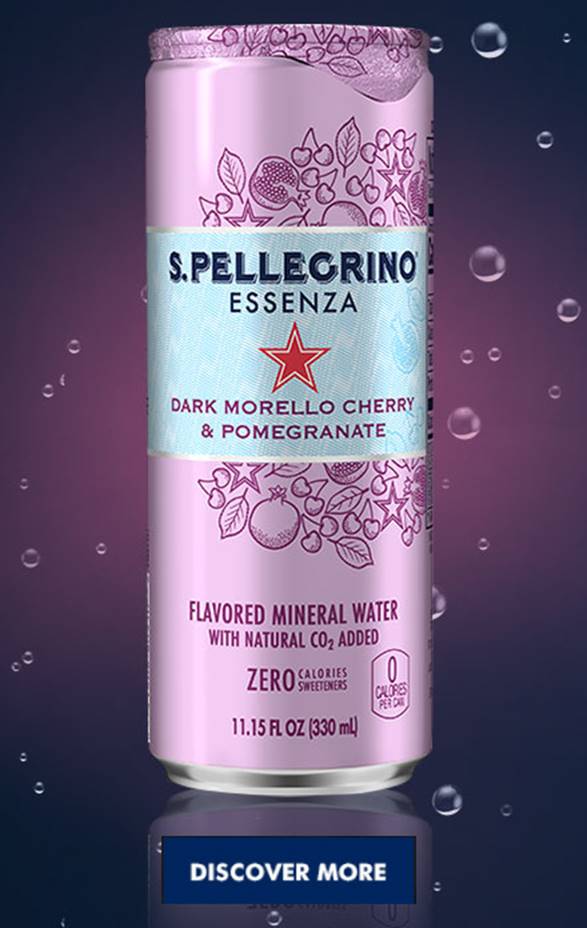 S.PELLEGRINO
ESSENZA
DARK MORELLO CHERRY
& POMEGRANATE
FLAVORED MINERAL WATER
WITH NATURAL CO₂ ADDED
ZERO CALORIES
SWEETENERS
0
CALORIES
PER CAN
11.15 FL OZ (330 mL)
DISCOVER MORE